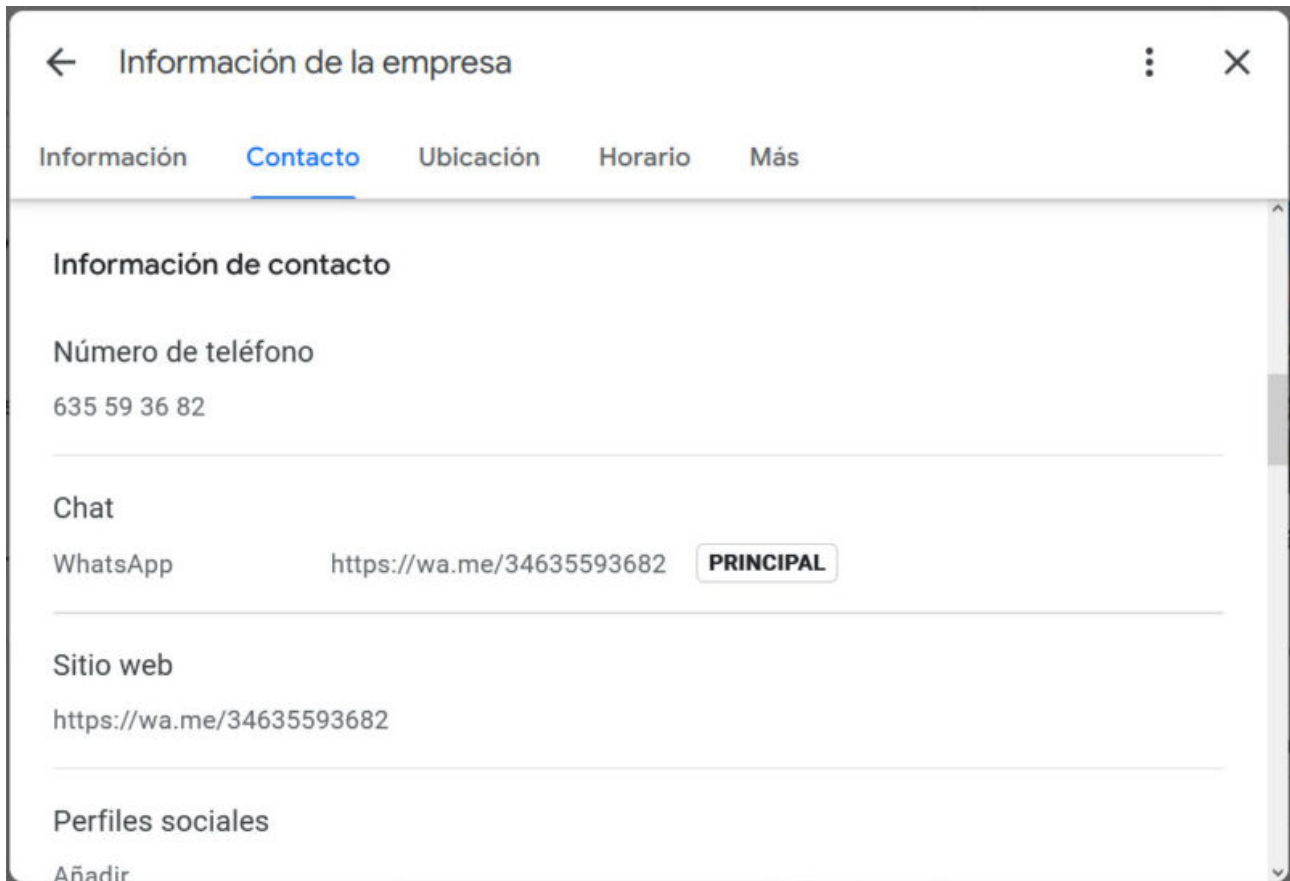 Información de la empresa
Información Contacto Ubicación Horario Más
Información de contacto
Número de teléfono
635 59 36 82
Chat
WhatsApp https://wa.me/34635593682 PRINCIPAL
Sitio web
https://wa.me/34635593682
Perfiles sociales
Añadir